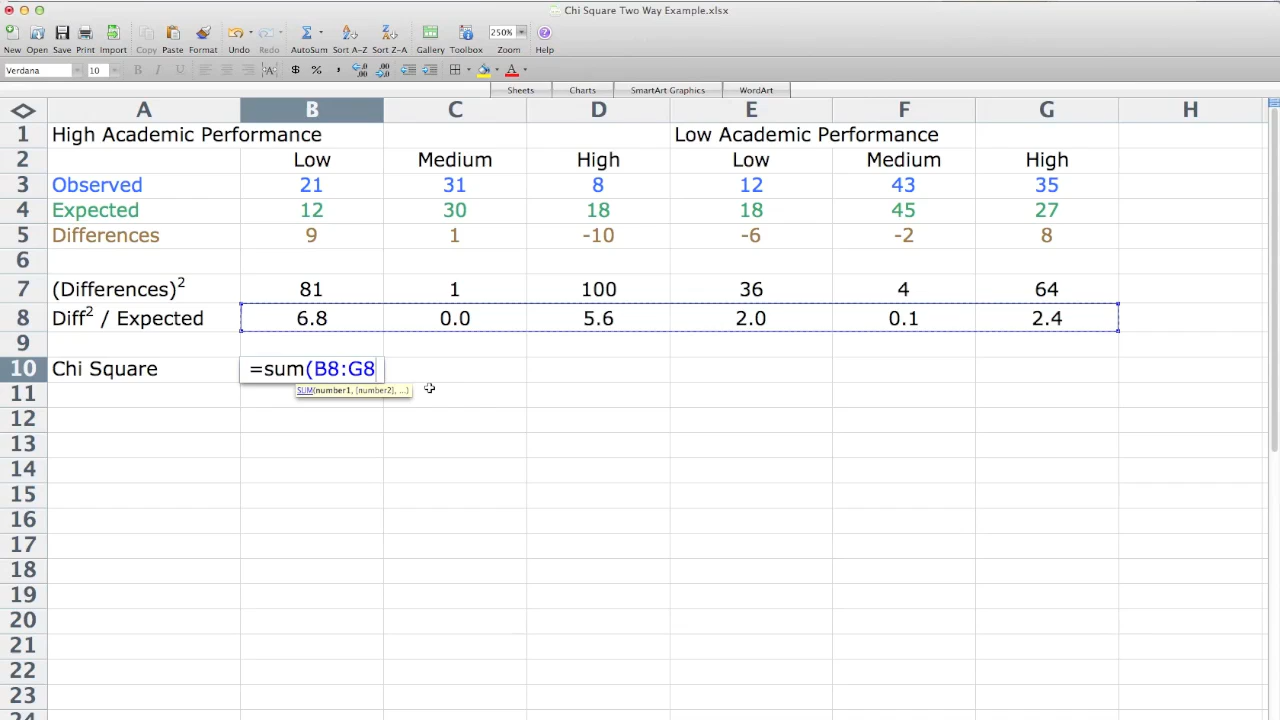 Chi Square Two Way Example.xlsx
New Open Save Print Import Copy Paste Format Undo Redo AutoSum Sort A-Z Sort Z-A Gallery Toolbox Zoom Help
250%
Verdana 10 B I U A $ % , A
Sheets Charts SmartArt Graphics WordArt
A B C D E F G H
1 High Academic Performance Low Academic Performance
2 Low Medium High Low Medium High
3 Observed 21 31 8 12 43 35
4 Expected 12 30 18 18 45 27
5 Differences 9 1 -10 -6 -2 8
6
7 (Differences)² 81 1 100 36 4 64
8 Diff² / Expected 6.8 0.0 5.6 2.0 0.1 2.4
9
10 Chi Square =sum(B8:G8
SUM(number1, [number2], ...)
11
12
13
14
15
16
17
18
19
20
21
22
23
24